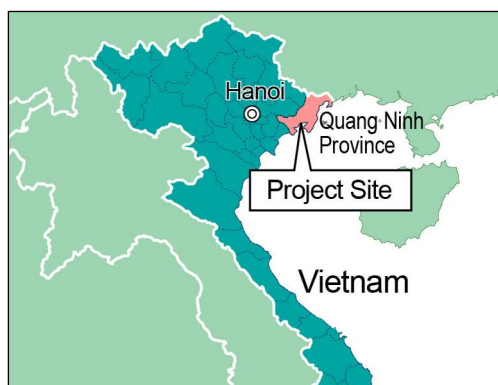 Hanoi
Quang Ninh
Province
Project Site
Vietnam